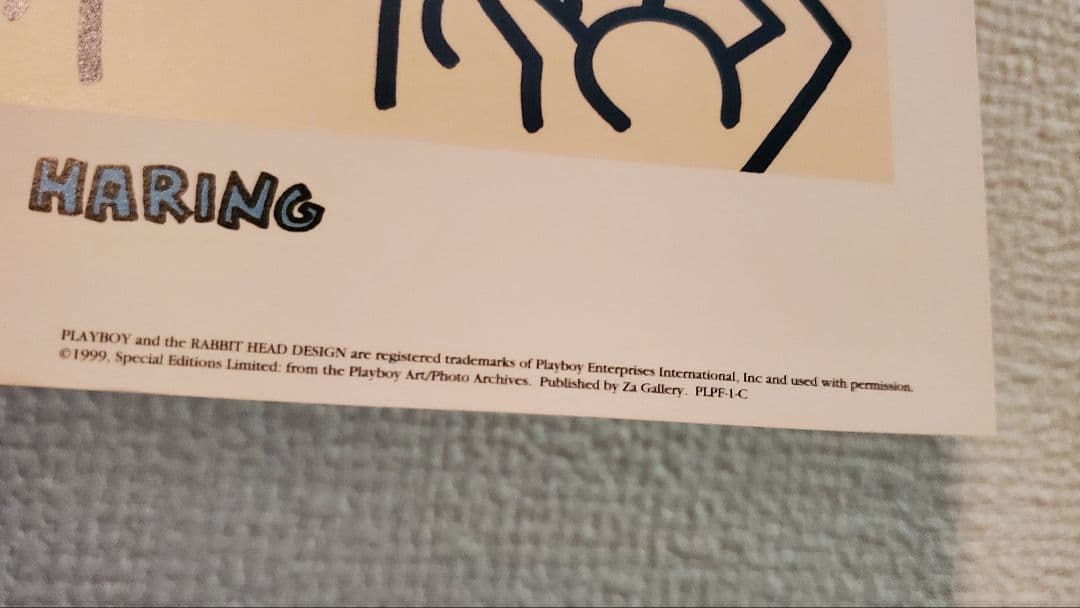 HARING
PLAYBOY and the RABBIT HEAD DESIGN are registered trademarks of Playboy Enterprises International, Inc and used with permission.
©1999, Special Editions Limited: from the Playboy Art/Photo Archives. Published by Za Gallery. PLPF-1-C